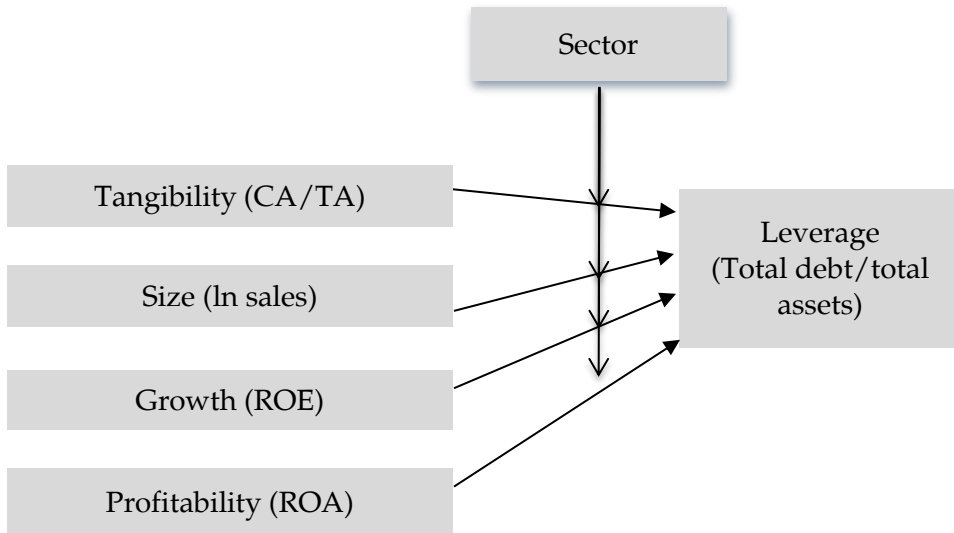 Sector
Tangibility (CA/TA)
Size (ln sales)
Growth (ROE)
Profitability (ROA)
Leverage
(Total debt/total
assets)